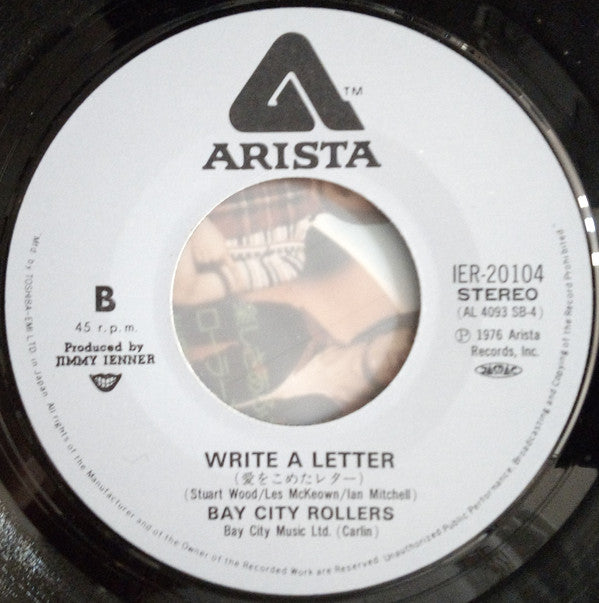 TM
ARISTA
B
45 r.p.m.
Produced by
JIMMY IENNER
IER-20104
STEREO
(AL 4093 SB-4)
Ⓟ 1976 Arista
Records, Inc.
WRITE A LETTER
(愛をこめたレター)
(Stuart Wood/Les McKeown/Ian Mitchell)
BAY CITY ROLLERS
Bay City Music Ltd. (Carlin)
Mfd. by TOSHIBA-EMI LTD. in Japan. All rights of the Manufacturer and of the Owner of the Recorded Work are Reserved. Unauthorized Public Performance, Broadcasting and Copying of the Record Prohibited.